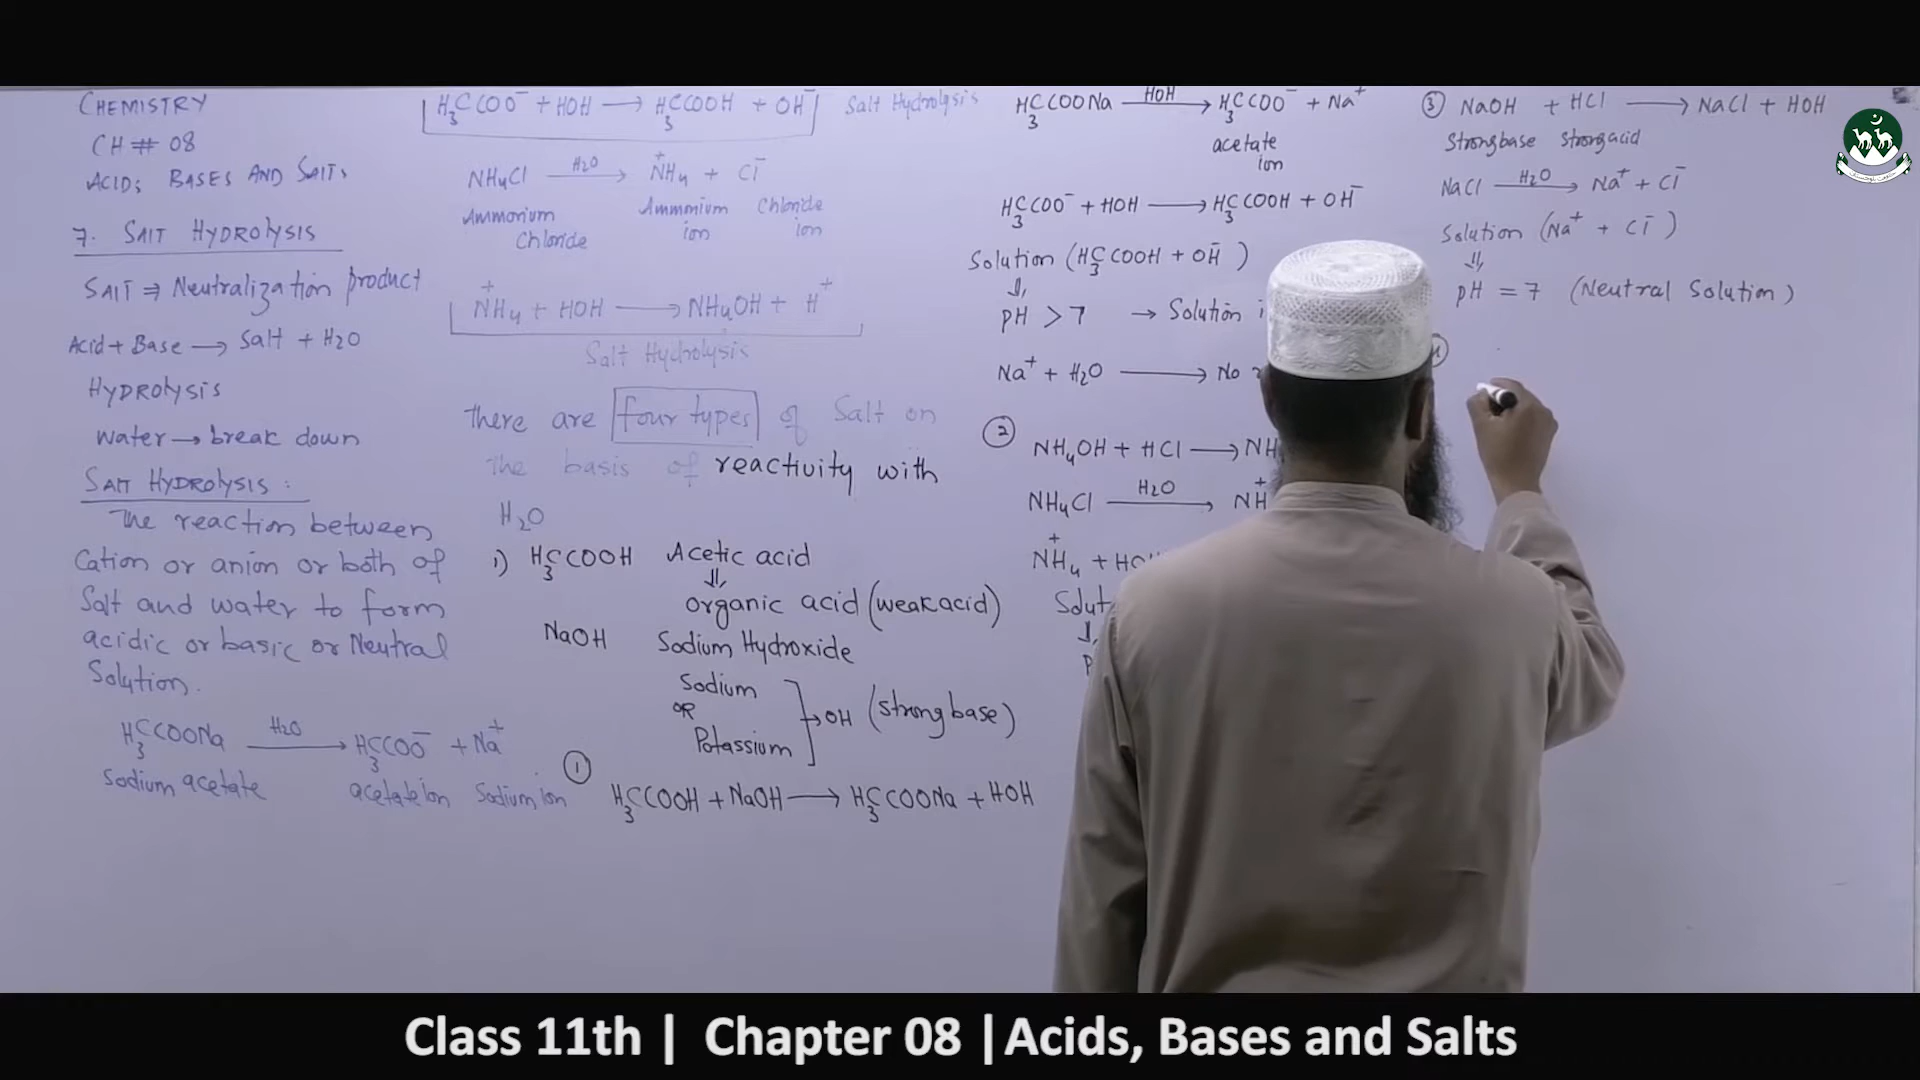 CHEMISTRY
CH # 08
ACIDS BASES AND SALTS
7. SALT HYDROLYSIS
SALT ⇒ Neutralization product
Acid + Base → Salt + H2O
HYDROLYSIS
Water → break down
SALT HYDROLYSIS :
The reaction between
Cation or anion or both of
Salt and water to form
acidic or basic or Neutral
Solution.
H3CCOONa —H2O→ H3CCOO⁻ + Na⁺
Sodium acetate acetate ion Sodium ion
H3CCOO⁻ + HOH → H3CCOOH + OH⁻ Salt Hydrolysis
NH4Cl —H2O→ NH4⁺ + Cl⁻
Ammonium Chloride Ammonium ion Chloride ion
NH4⁺ + HOH → NH4OH + H⁺
Salt Hydrolysis
There are four types of Salt on
the basis of reactivity with
H2O
1) H3CCOOH Acetic acid
⇓
organic acid (weak acid)
NaOH Sodium Hydroxide
Sodium
OR
Potassium
→ OH (strong base)
① H3CCOOH + NaOH → H3CCOONa + HOH
H3CCOONa —HOH→ H3CCOO⁻ + Na⁺
acetate
ion
H3CCOO⁻ + HOH → H3CCOOH + OH⁻
Solution (H3CCOOH + OH⁻)
⇓
pH > 7 → Solution
Na⁺ + H2O → No
② NH4OH + HCl → NH
NH4Cl —H2O→ NH⁺
NH4⁺ + HO
Solut
⇓
③ NaOH + HCl → NaCl + HOH
Strong base strong acid
NaCl —H2O→ Na⁺ + Cl⁻
Solution (Na⁺ + Cl⁻)
⇓
pH = 7 (Neutral Solution)
Class 11th | Chapter 08 | Acids, Bases and Salts